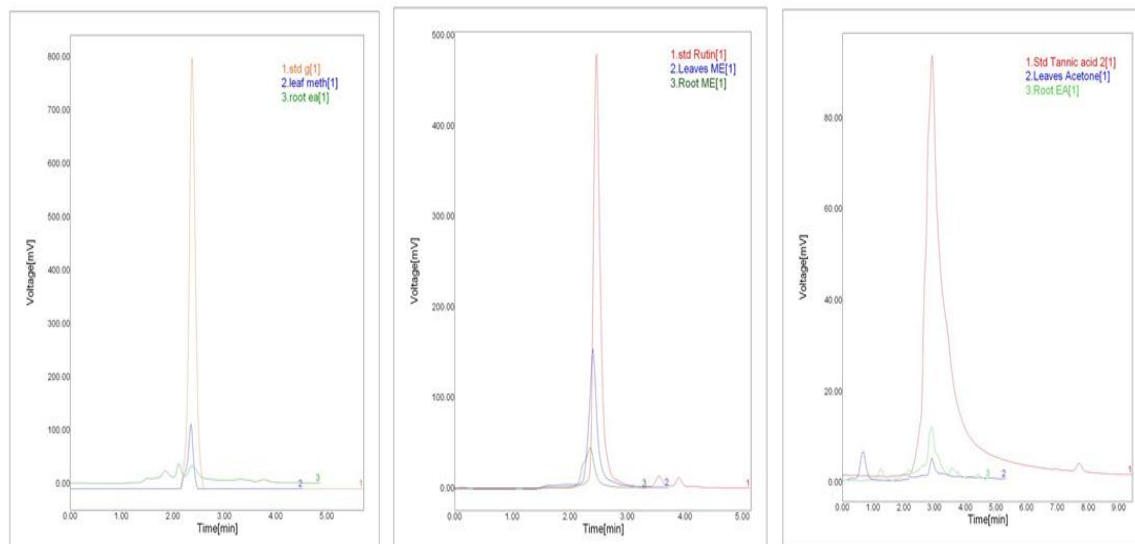 800.00
700.00
600.00
500.00
400.00
300.00
200.00
100.00
0.00
Voltage[mV]
1.std g[1]
2.leaf meth[1]
3.root ea[1]
3
2
1
0.00 1.00 2.00 3.00 4.00 5.00
Time[min]
500.00
400.00
300.00
200.00
100.00
0.00
Voltage[mV]
1.std Rutin[1]
2.Leaves ME[1]
3.Root ME[1]
3 2 1
0.00 1.00 2.00 3.00 4.00 5.00
Time[min]
80.00
60.00
40.00
20.00
0.00
Voltage[mV]
1.Std Tannic acid 2[1]
2.Leaves Acetone[1]
3.Root EA[1]
3 2 1
0.00 1.00 2.00 3.00 4.00 5.00 6.00 7.00 8.00 9.00
Time[min]